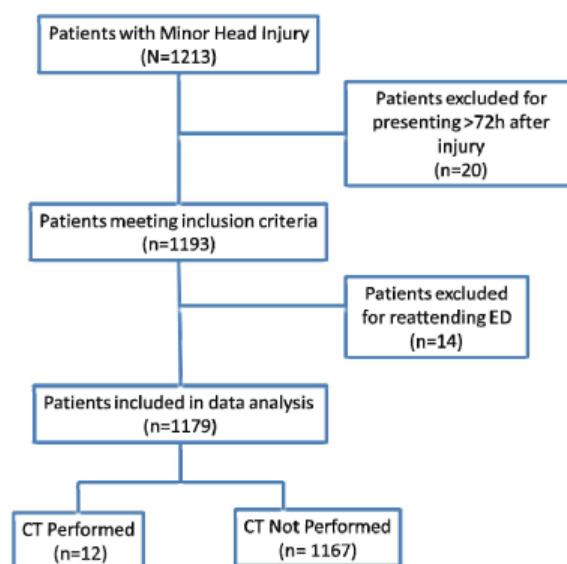 Patients with Minor Head Injury
(N=1213)
Patients excluded for
presenting >72h after
injury
(n=20)
Patients meeting inclusion criteria
(n=1193)
Patients excluded
for reattending ED
(n=14)
Patients included in data analysis
(n=1179)
CT Performed
(n=12)
CT Not Performed
(n= 1167)